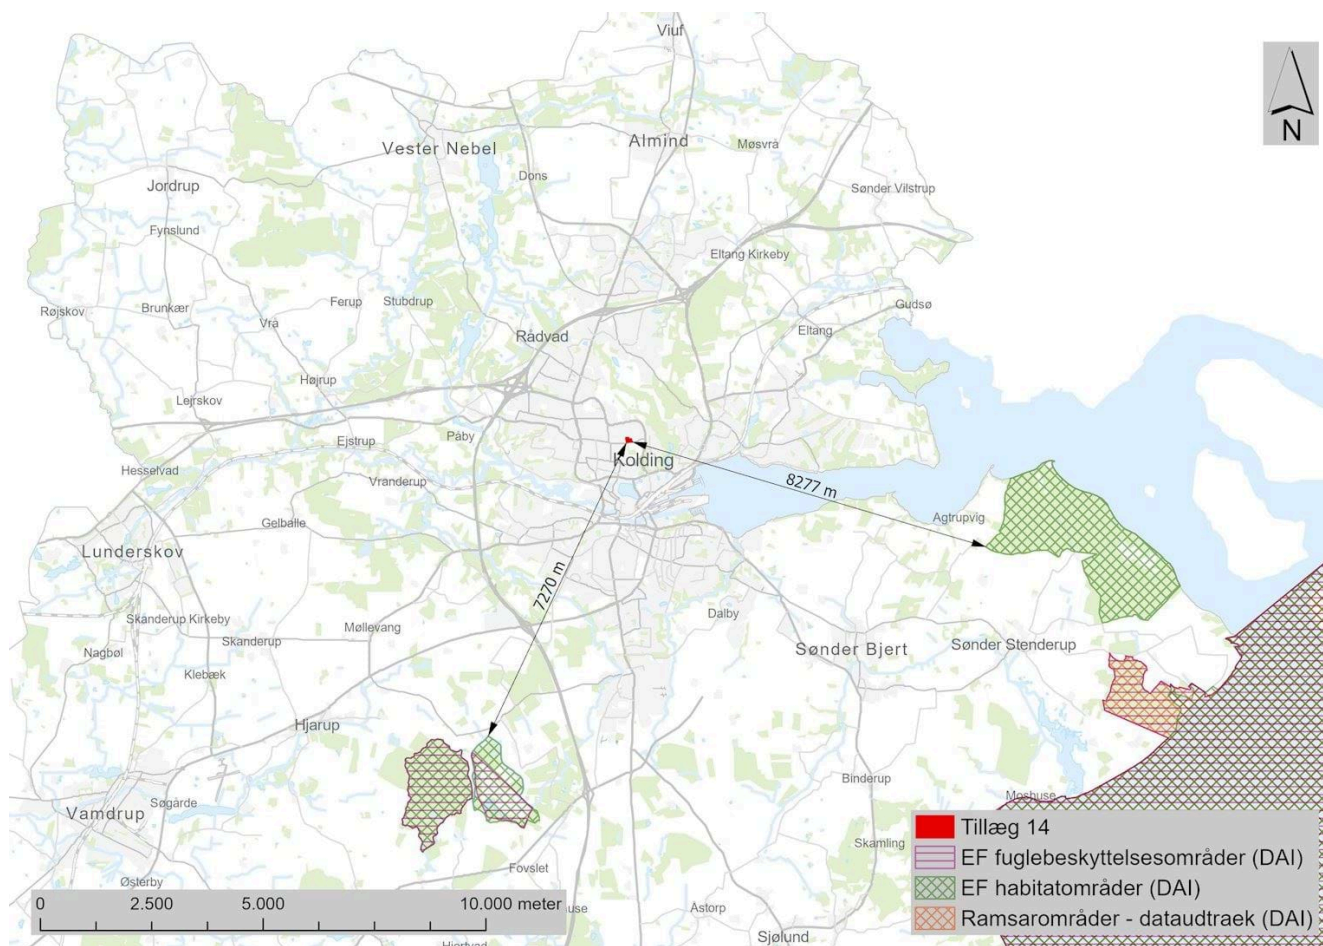 Viuf
Almind
Vester Nebel
Møsvrå
Dons
Jordrup
Sønder Vilstrup
Fynslund
Eltang Kirkeby
Ferup
Stubdrup
Gudsø
Brunkær
Røjskov
Vrå
Eltang
Rådvad
Højrup
Lejrskov
Påby
Ejstrup
Kolding
Hesselvad
Vranderup
8277 m
Agtrupvig
Gelballe
Lunderskov
7270 m
Dalby
Skanderup Kirkeby
Møllevang
Skanderup
Sønder Bjert
Sønder Stenderup
Nagbøl
Klebæk
Hjarup
Binderup
Moshuse
Søgårde
Vamdrup
Skamling
Fovslet
Østerby
Astorp
Sjølund
Hjertvad
N
Tillæg 14
EF fuglebeskyttelsesområder (DAI)
EF habitatområder (DAI)
Ramsarområder - dataudtraek (DAI)
0 2.500 5.000 10.000 meter